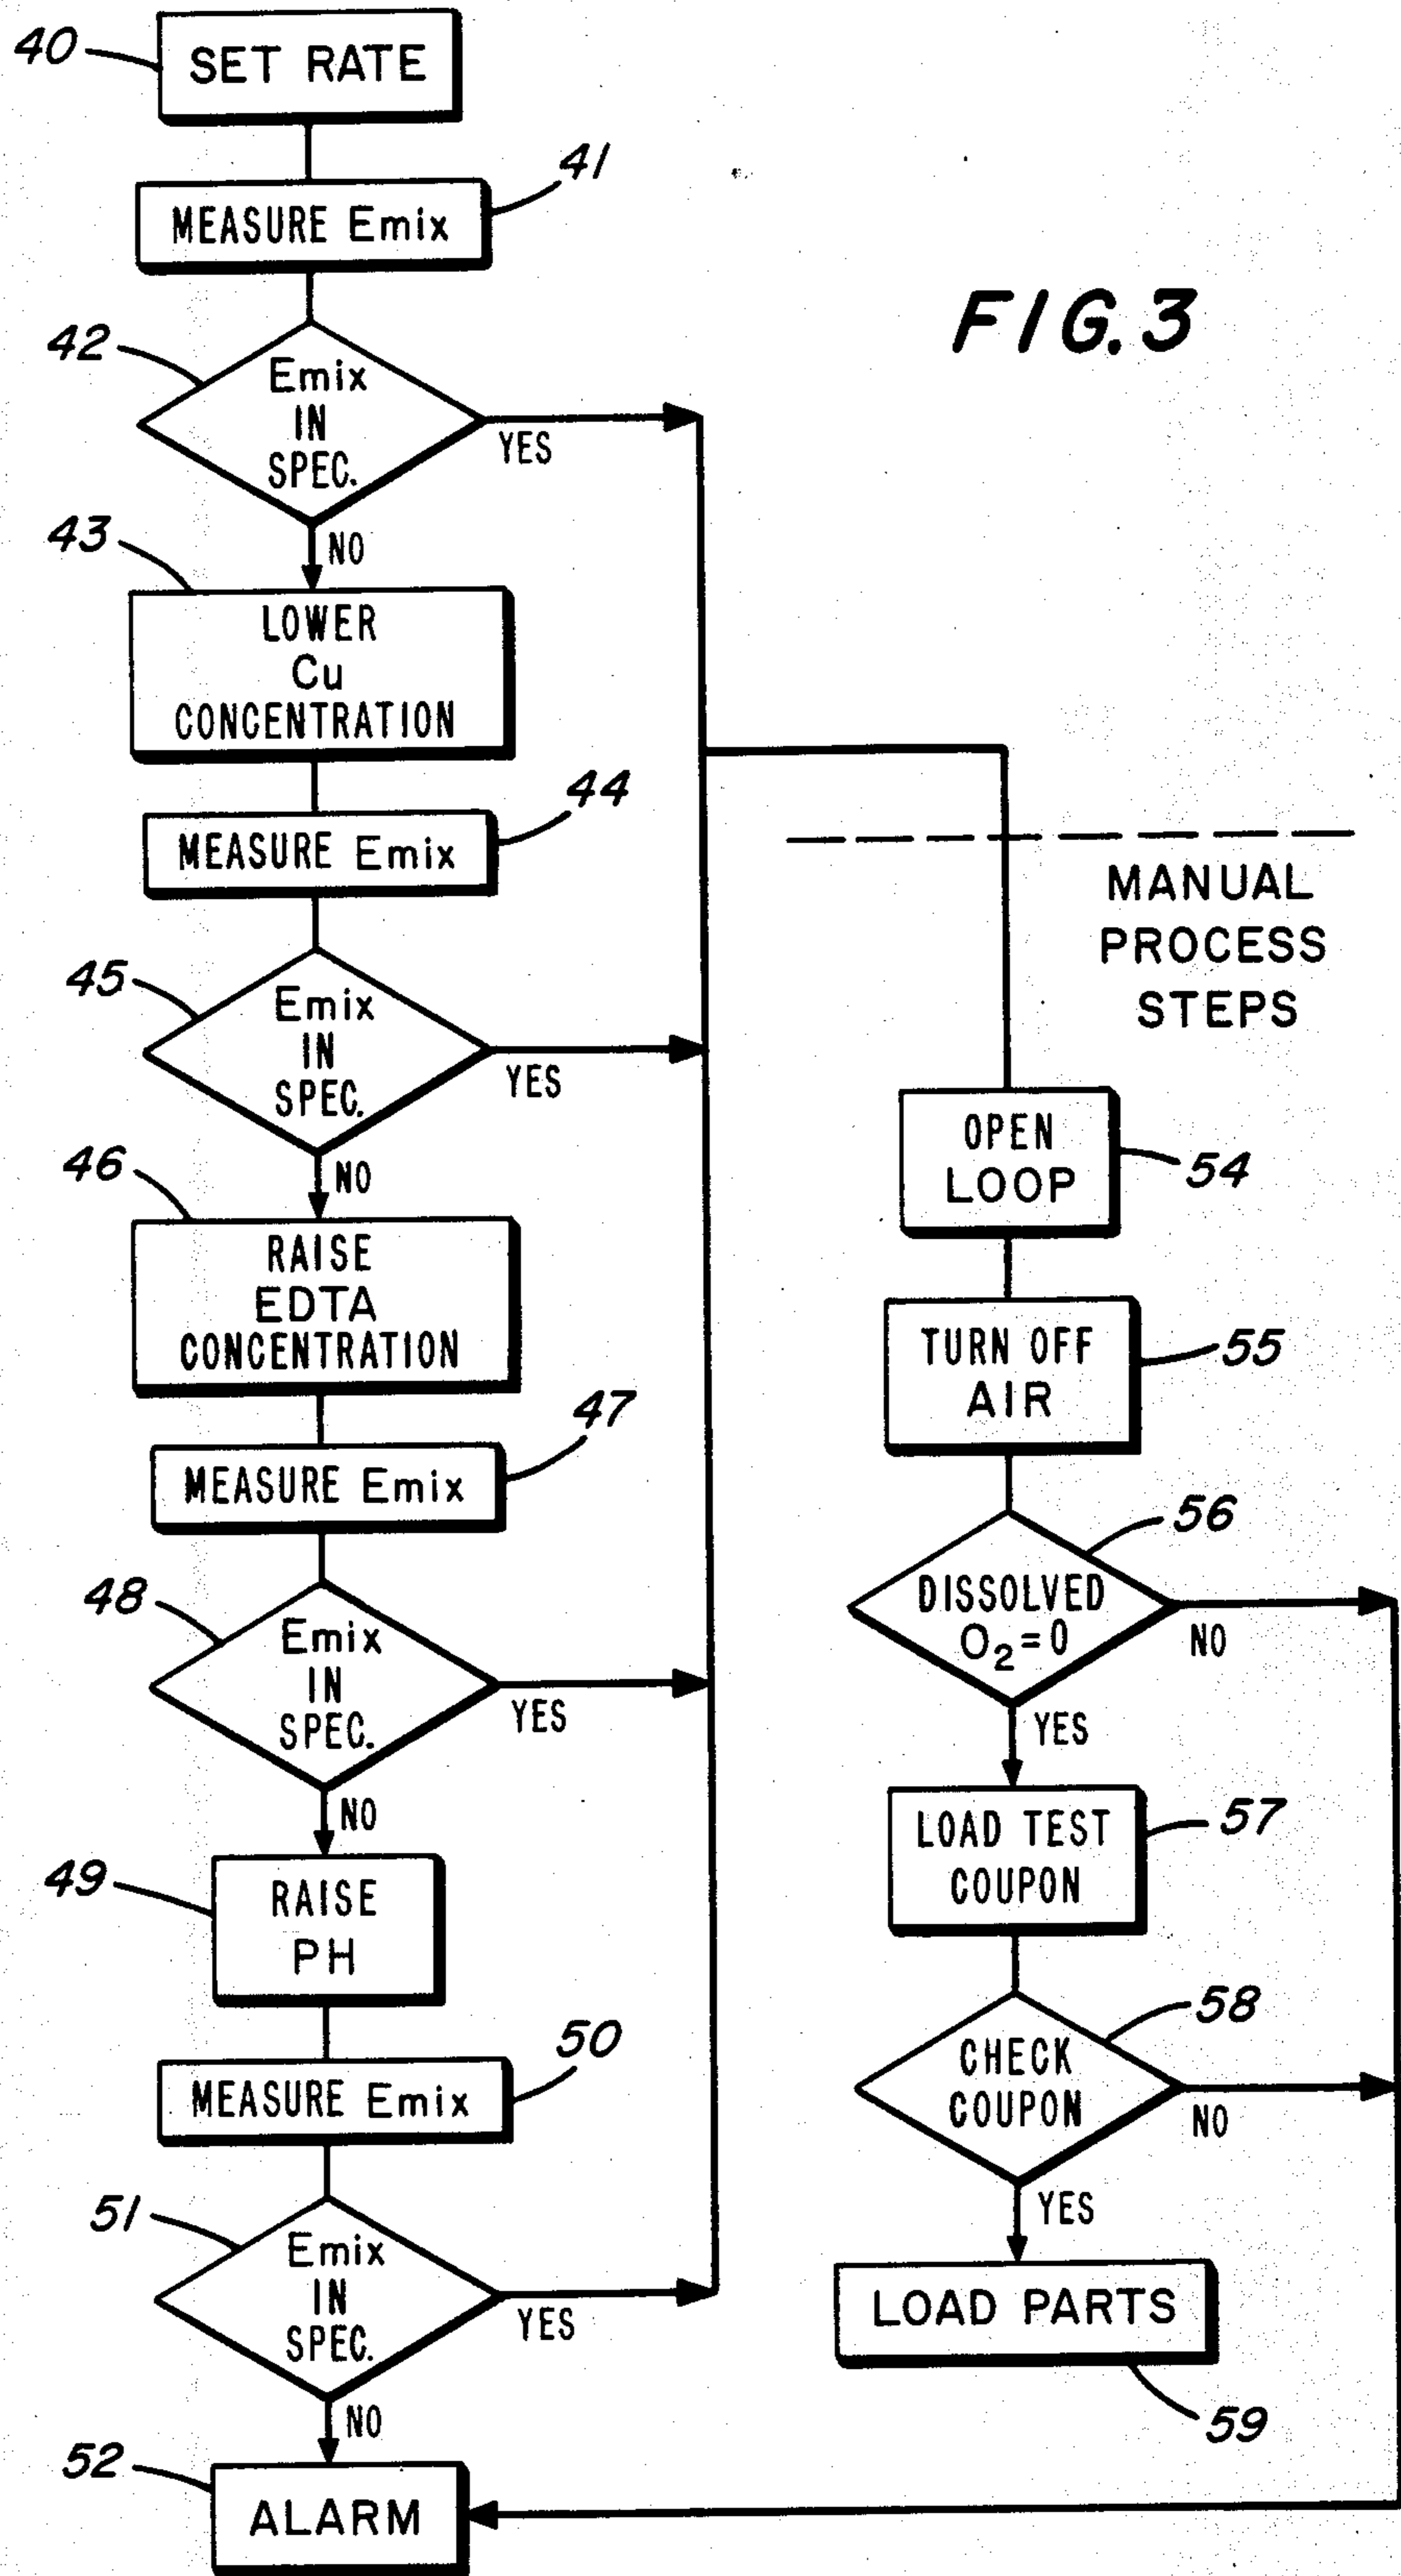 40
SET RATE
41
MEASURE Emix
FIG. 3
42
Emix
IN
SPEC.
YES
NO
43
LOWER
Cu
CONCENTRATION
44
MEASURE Emix
45
Emix
IN
SPEC.
YES
NO
46
RAISE
EDTA
CONCENTRATION
47
MEASURE Emix
48
Emix
IN
SPEC.
YES
NO
49
RAISE
PH
50
MEASURE Emix
51
Emix
IN
SPEC.
YES
NO
52
ALARM
MANUAL
PROCESS
STEPS
OPEN
LOOP
54
TURN OFF
AIR
55
56
DISSOLVED
O2=0
NO
YES
LOAD TEST
COUPON
57
58
CHECK
COUPON
NO
YES
LOAD PARTS
59